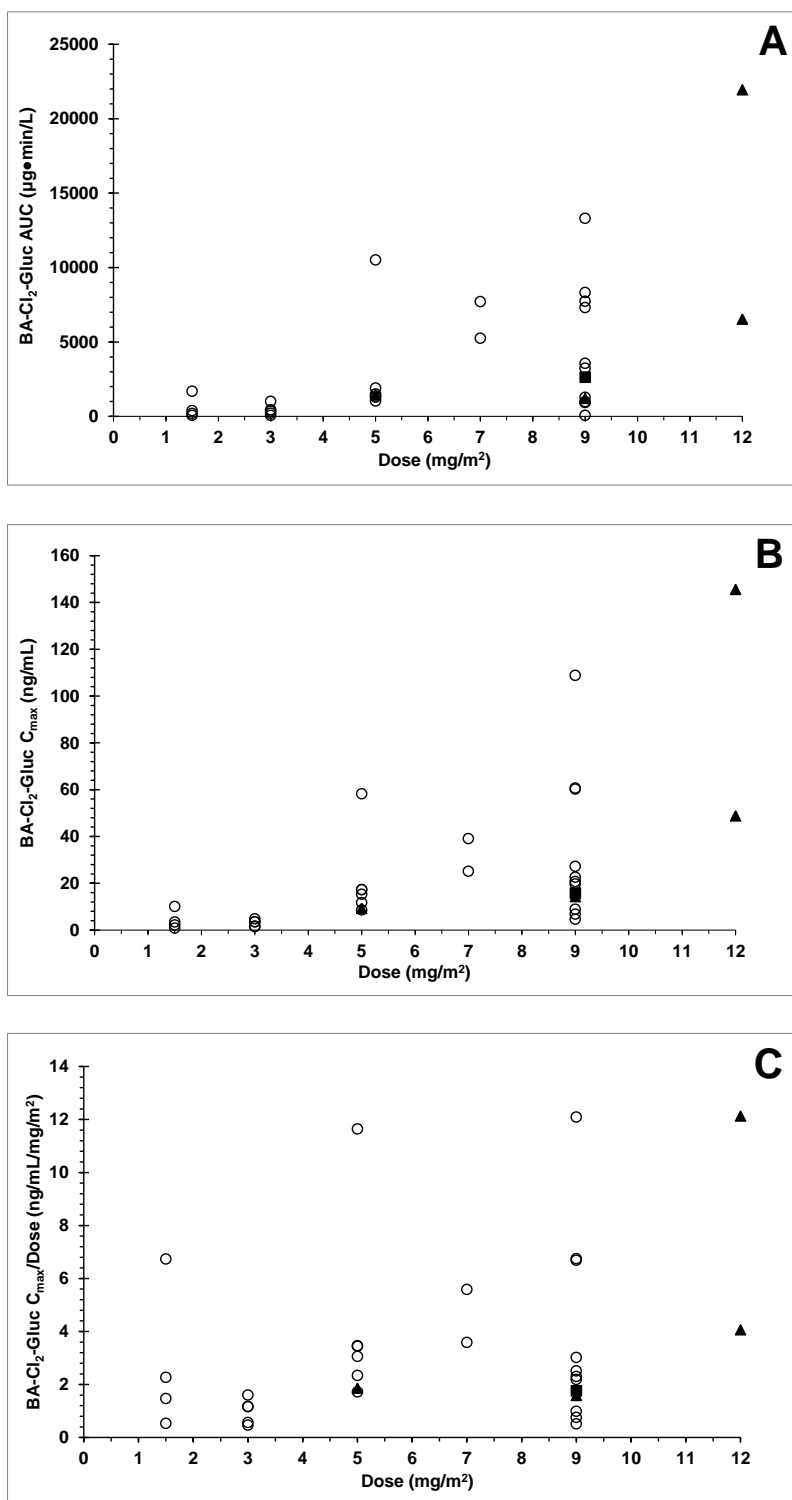 A
25000
20000
15000
10000
5000
0
BA-Cl₂-Gluc AUC (µg●min/L)
0 1 2 3 4 5 6 7 8 9 10 11 12
Dose (mg/m²)
B
160
140
120
100
80
60
40
20
0
BA-Cl₂-Gluc Cmax (ng/mL)
0 1 2 3 4 5 6 7 8 9 10 11 12
Dose (mg/m²)
C
14
12
10
8
6
4
2
0
BA-Cl₂-Gluc Cmax/Dose (ng/mL/mg/m²)
0 1 2 3 4 5 6 7 8 9 10 11 12
Dose (mg/m²)